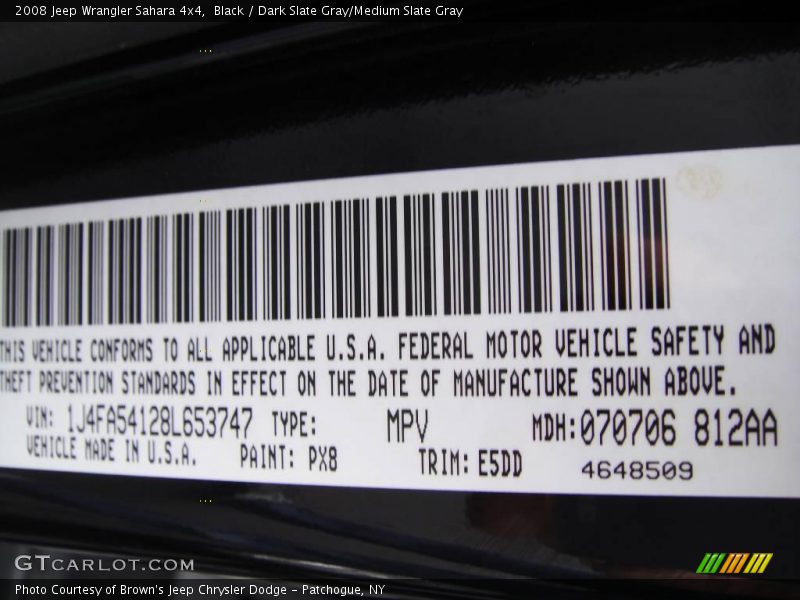 2008 Jeep Wrangler Sahara 4x4,  Black / Dark Slate Gray/Medium Slate Gray
THIS VEHICLE CONFORMS TO ALL APPLICABLE U.S.A. FEDERAL MOTOR VEHICLE SAFETY AND
THEFT PREVENTION STANDARDS IN EFFECT ON THE DATE OF MANUFACTURE SHOWN ABOVE.
VIN: 1J4FA54128L653747 TYPE: MPV MDH:070706 812AA
VEHICLE MADE IN U.S.A. PAINT: PX8 TRIM: E5DD 4648509
GTCARLOT.COM
Photo Courtesy of Brown's Jeep Chrysler Dodge - Patchogue, NY